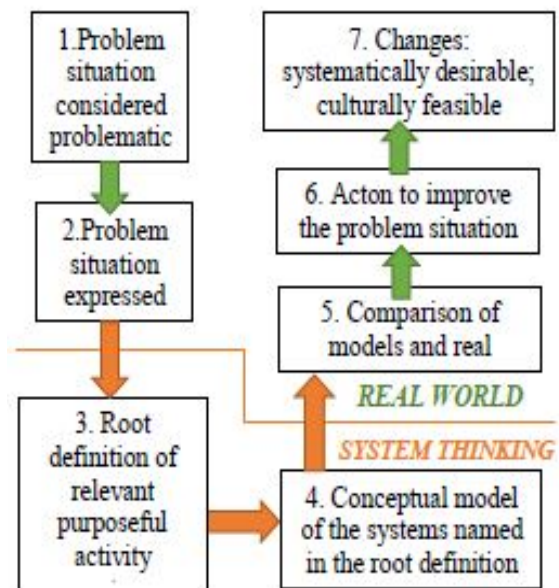 1.Problem
situation
considered
problematic
2.Problem
situation
expressed
3. Root
definition of
relevant
purposeful
activity
4. Conceptual model
of the systems named
in the root definition
5. Comparison of
models and real
6. Acton to improve
the problem situation
7. Changes:
systematically desirable;
culturally feasible
REAL WORLD
SYSTEM THINKING